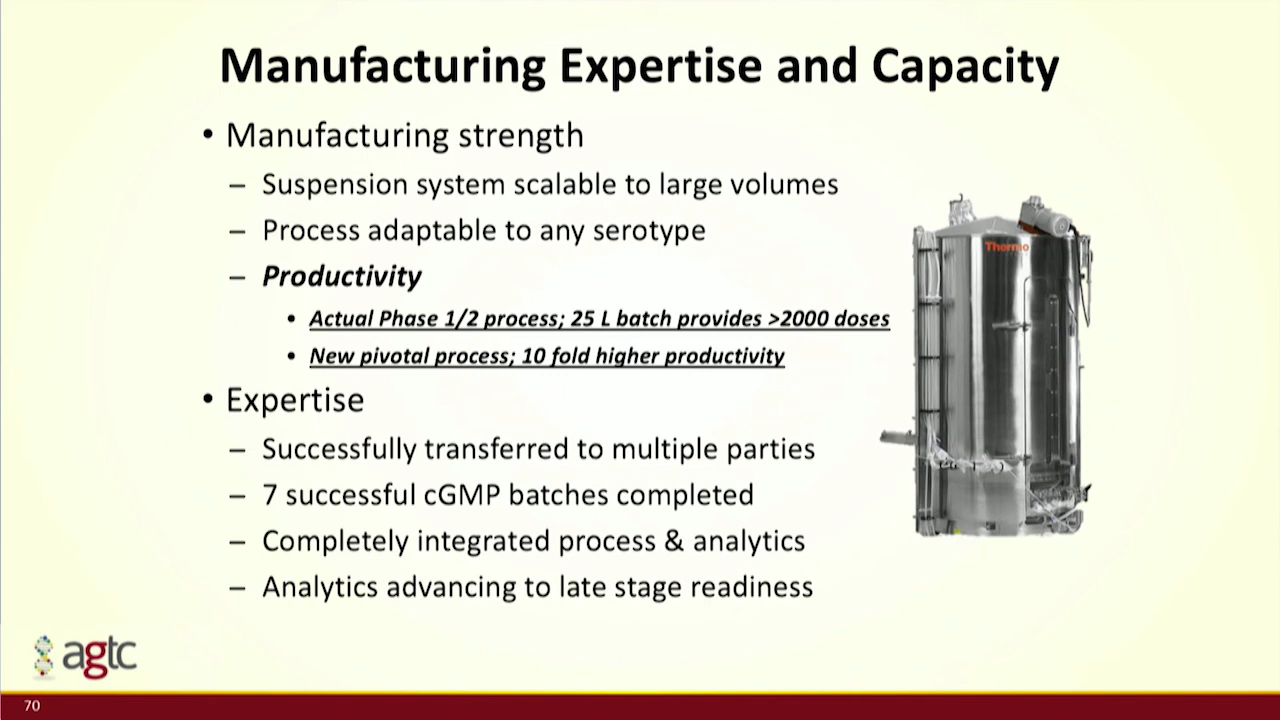 Manufacturing Expertise and Capacity
• Manufacturing strength
– Suspension system scalable to large volumes
– Process adaptable to any serotype
– Productivity
• Actual Phase 1/2 process; 25 L batch provides >2000 doses
• New pivotal process; 10 fold higher productivity
• Expertise
– Successfully transferred to multiple parties
– 7 successful cGMP batches completed
– Completely integrated process & analytics
– Analytics advancing to late stage readiness
Thermo
agtc
70